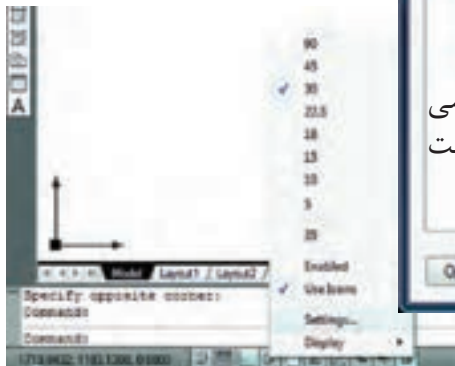 90
45
30
22.5
18
15
10
5
Enabled
Use Icons
Settings...
Display
A
Model / Layout1 / Layout2 /
Specify opposite corner:
Command:
Command:
می
ت